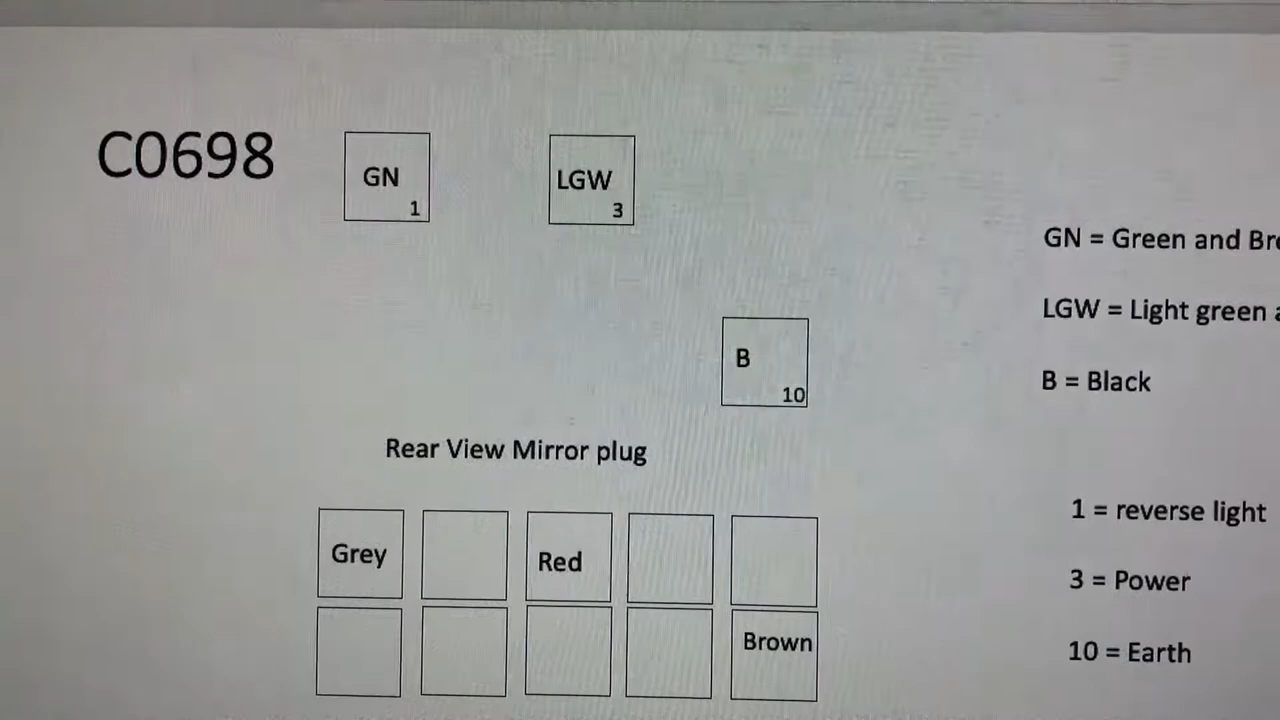 C0698
GN
1
LGW
3
GN = Green and
LGW = Light green
B
10
B = Black
Rear View Mirror plug
1 = reverse light
Grey
Red
3 = Power
Brown
10 = Earth